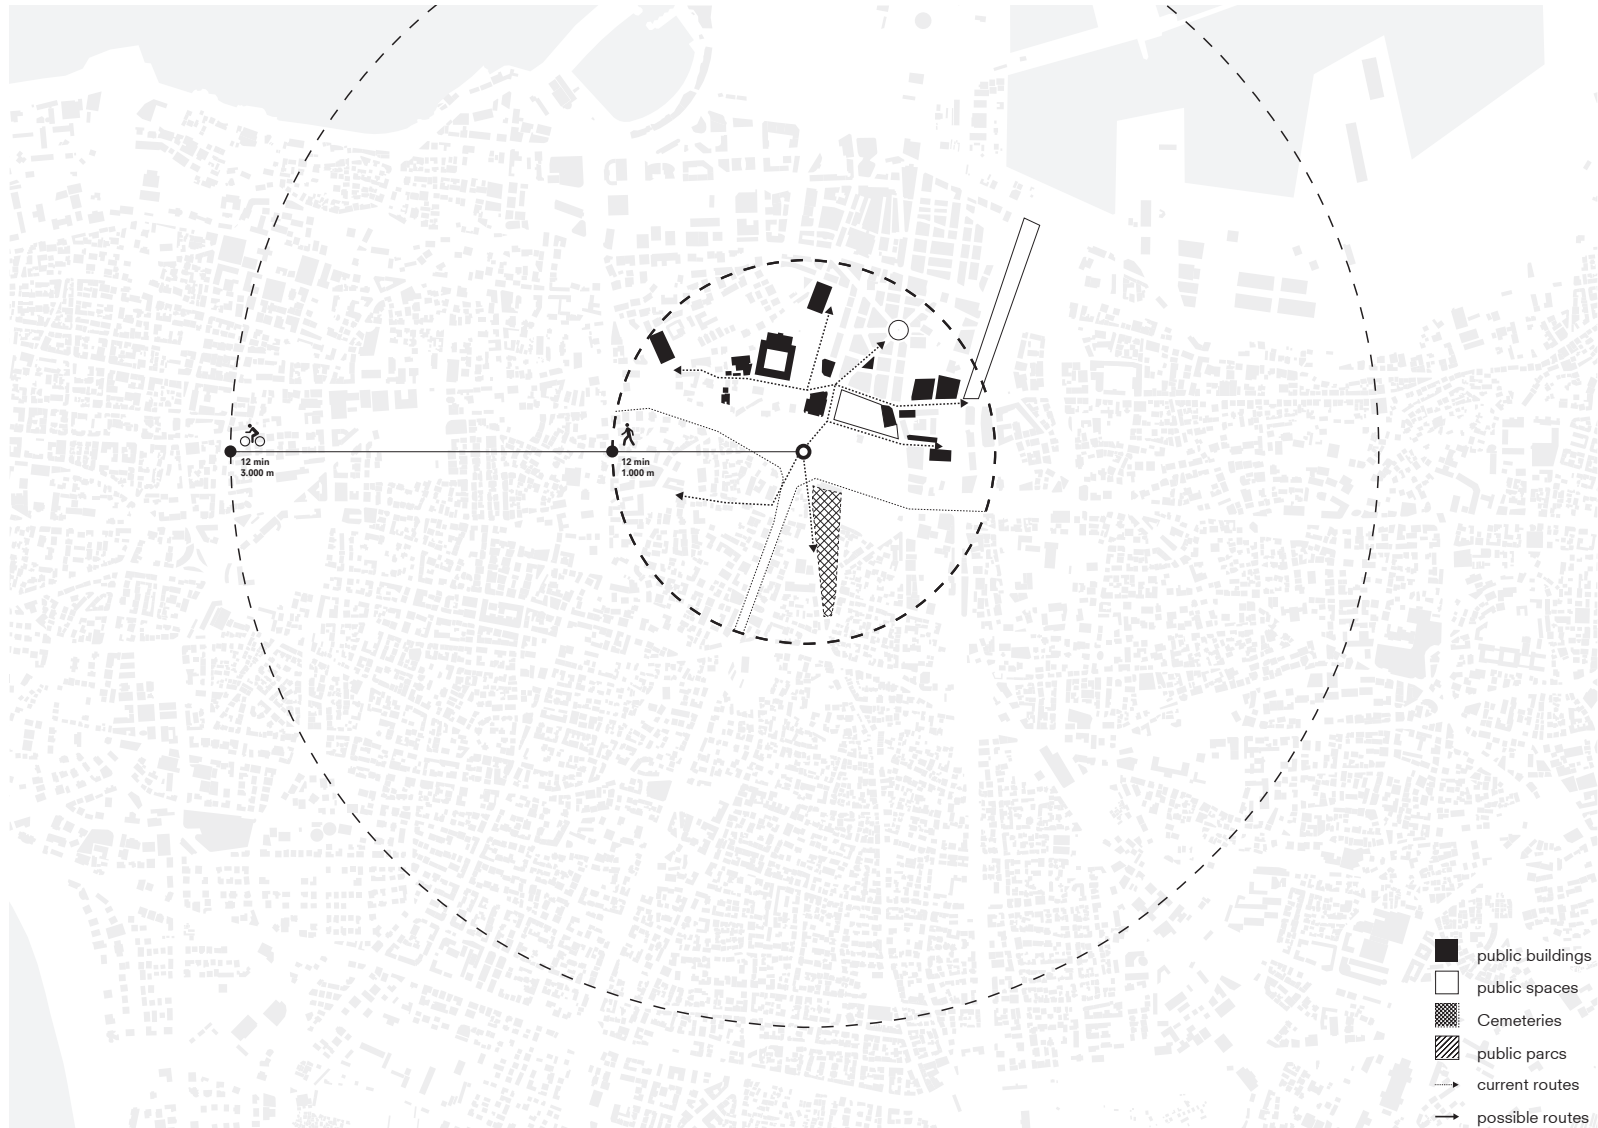 12 min
3.000 m
12 min
1.000 m
public buildings
public spaces
Cemeteries
public parcs
current routes
possible routes